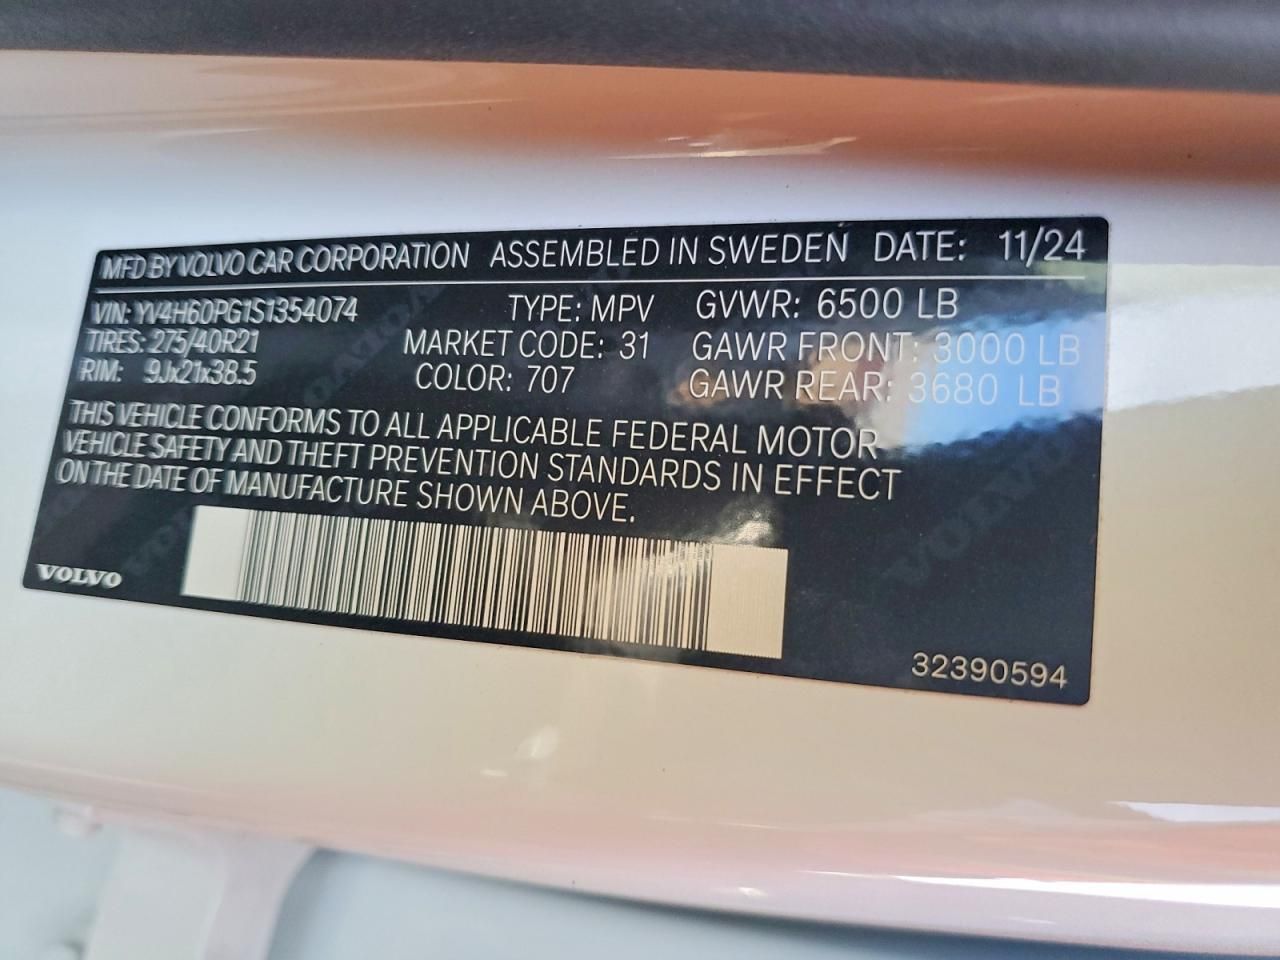 MFD BY VOLVO CAR CORPORATION ASSEMBLED IN SWEDEN DATE: 11/24
VIN: YV4H60PG1S1354074 TYPE: MPV GVWR: 6500 LB
TIRES: 275/40R21 MARKET CODE: 31 GAWR FRONT: 3000 LB
RIM: 9Jx21x38.5 COLOR: 707 GAWR REAR: 3680 LB
THIS VEHICLE CONFORMS TO ALL APPLICABLE FEDERAL MOTOR
VEHICLE SAFETY AND THEFT PREVENTION STANDARDS IN EFFECT
ON THE DATE OF MANUFACTURE SHOWN ABOVE.
VOLVO
32390594